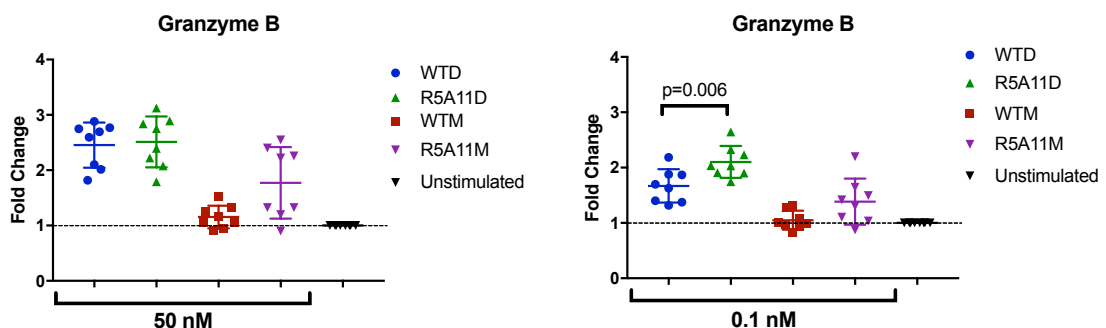 Granzyme B
Fold Change
4
3
2
1
0
50 nM
WTD
R5A11D
WTM
R5A11M
Unstimulated
Granzyme B
Fold Change
4
3
2
1
0
p=0.006
0.1 nM
WTD
R5A11D
WTM
R5A11M
Unstimulated